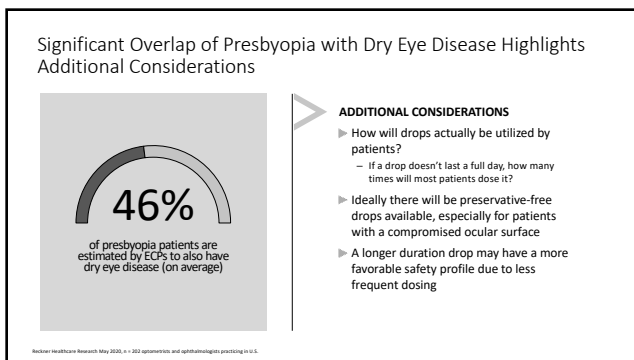 Significant Overlap of Presbyopia with Dry Eye Disease Highlights
Additional Considerations
46%
of presbyopia patients are
estimated by ECPs to also have
dry eye disease (on average)
ADDITIONAL CONSIDERATIONS
How will drops actually be utilized by
patients?
– If a drop doesn't last a full day, how many
times will most patients dose it?
Ideally there will be preservative-free
drops available, especially for patients
with a compromised ocular surface
A longer duration drop may have a more
favorable safety profile due to less
frequent dosing
Reckner Healthcare Research May 2020, n = 202 optometrists and ophthalmologists practicing in U.S.